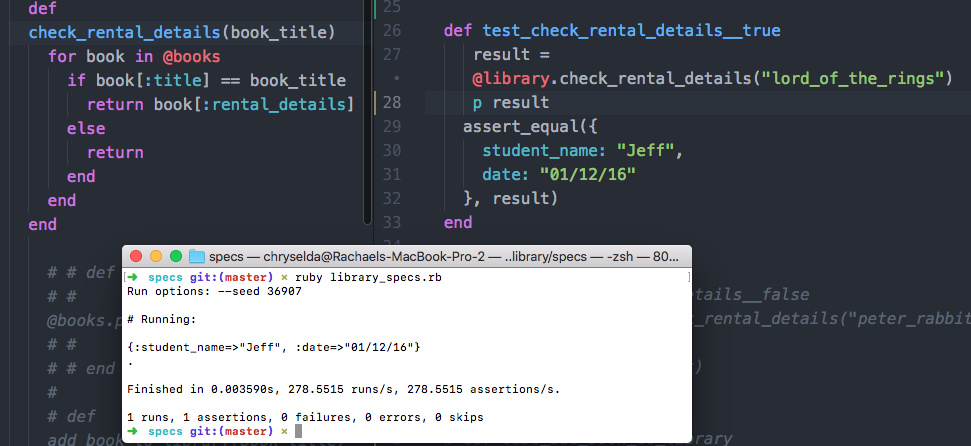 def
check_rental_details(book_title)
for book in @books
if book[:title] == book_title
return book[:rental_details]
else
return
end
end
end
# # def
# #
@books.p
# #
# # end
#
# def
25
26 def test_check_rental_details__true
27 result =
@library.check_rental_details("lord_of_the_rings")
28 p result
29 assert_equal({
30 student_name: "Jeff",
31 date: "01/12/16"
32 }, result)
33 end
etails__false
_rental_details("peter_rabbit
)
specs — chryselda@Rachaels-MacBook-Pro-2 — ...library/specs — -zsh — 80...
[➜ specs git:(master) × ruby library_specs.rb ]
Run options: --seed 36907
# Running:
{:student_name=>"Jeff", :date=>"01/12/16"}
.
Finished in 0.003590s, 278.5515 runs/s, 278.5515 assertions/s.
1 runs, 1 assertions, 0 failures, 0 errors, 0 skips
➜ specs git:(master) ×